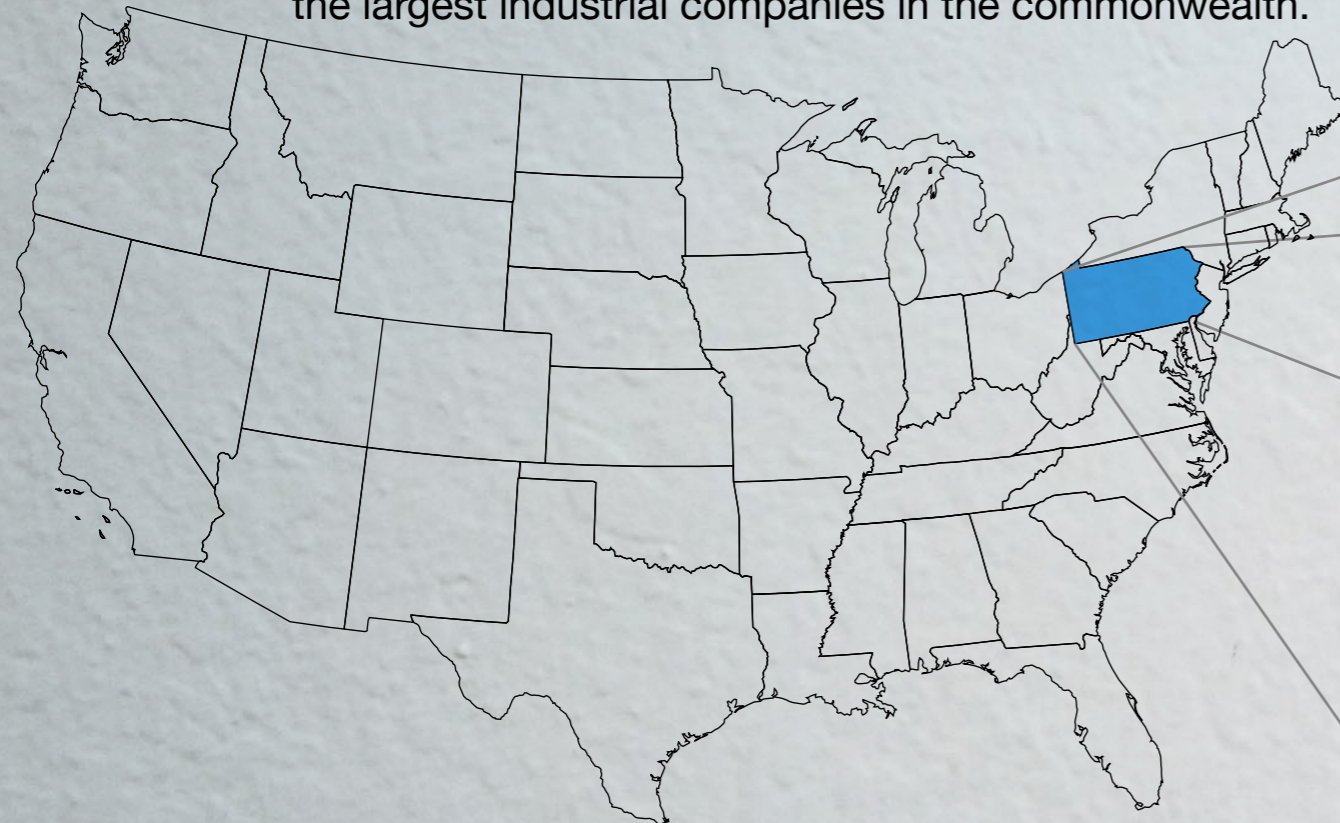 the largest industrial companies in the commonwealth.